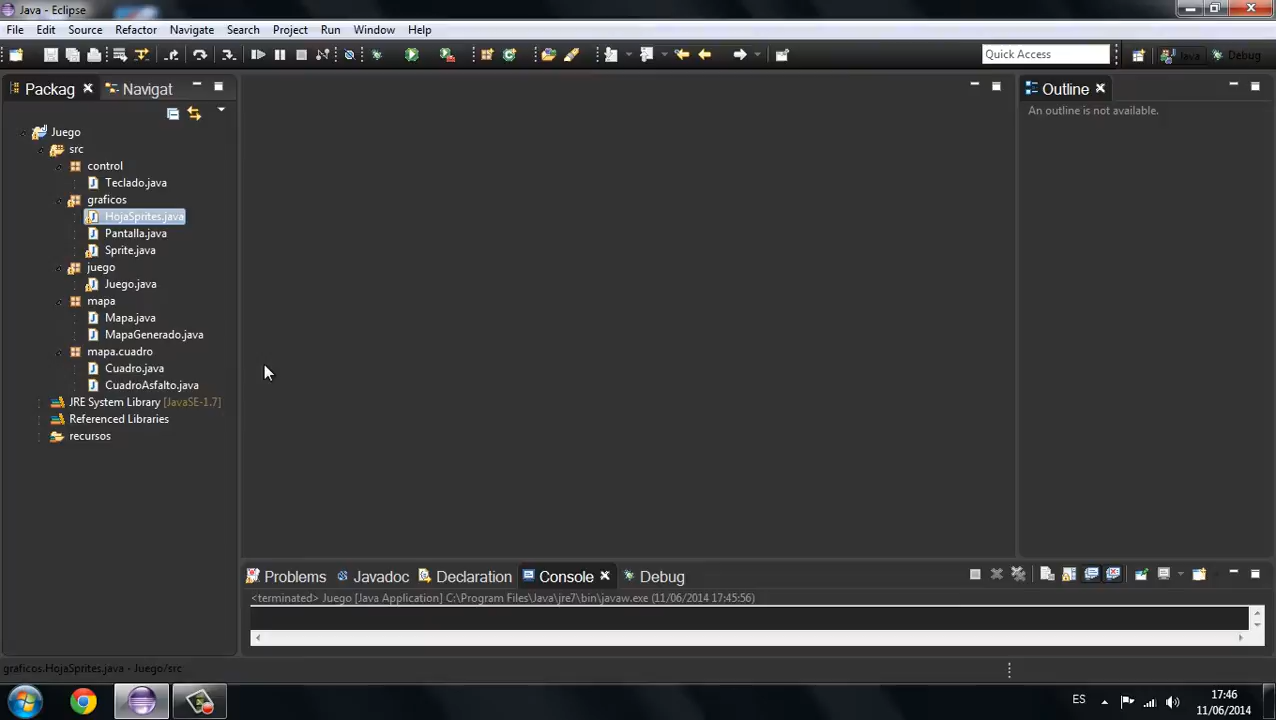 Java - Eclipse
File Edit Source Refactor Navigate Search Project Run Window Help
Quick Access
Java
Debug
Packag
Navigat
Outline
An outline is not available.
Juego
src
control
Teclado.java
graficos
HojaSprites.java
Pantalla.java
Sprite.java
juego
Juego.java
mapa
Mapa.java
MapaGenerado.java
mapa.cuadro
Cuadro.java
CuadroAsfalto.java
JRE System Library [JavaSE-1.7]
Referenced Libraries
recursos
Problems Javadoc Declaration Console Debug
<terminated> Juego [Java Application] C:\Program Files\Java\jre7\bin\javaw.exe (11/06/2014 17:45:56)
graficos.HojaSprites.java - Juego/src
ES
17:46
11/06/2014